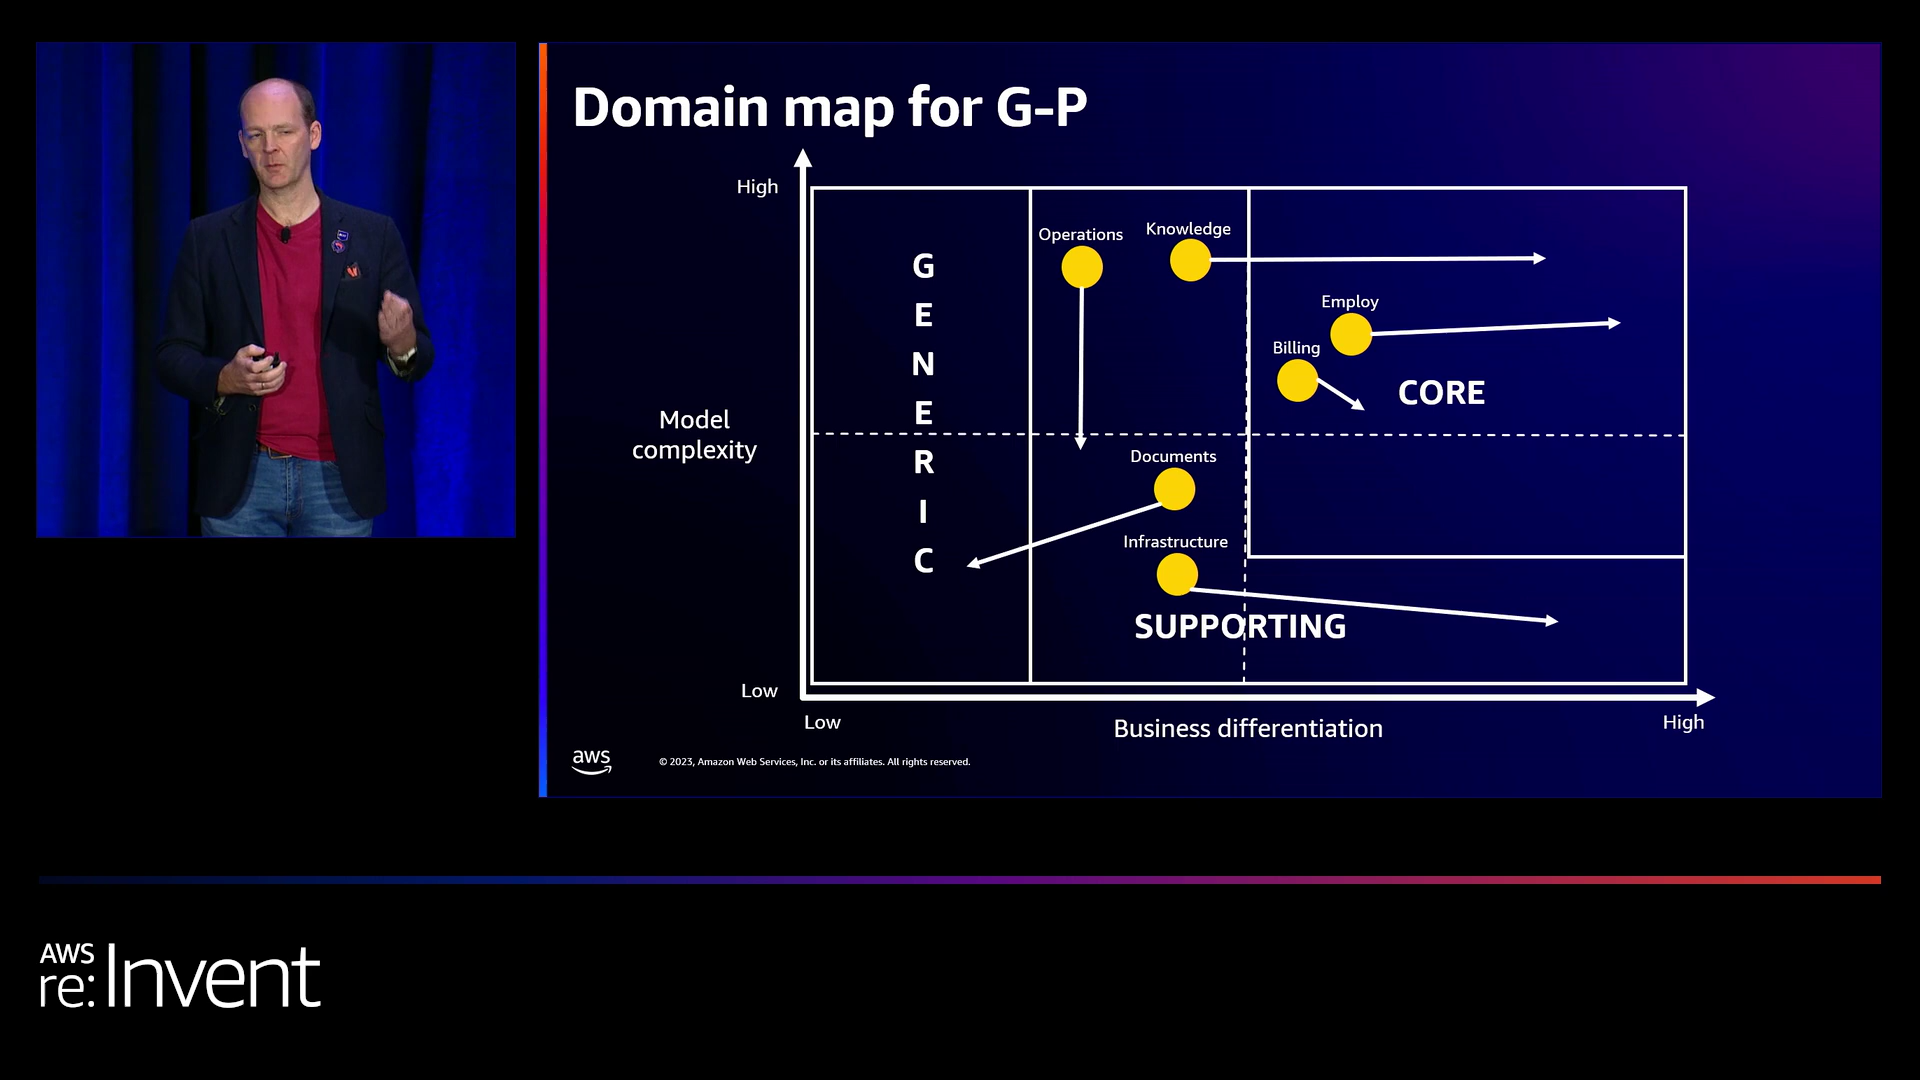 Domain map for G-P
High
Operations
Knowledge
GENERIC
Employ
Billing
CORE
Model
complexity
Documents
Infrastructure
SUPPORTING
Low
Low
Business differentiation
High
aws
© 2023, Amazon Web Services, Inc. or its affiliates. All rights reserved.
AWS
re:Invent